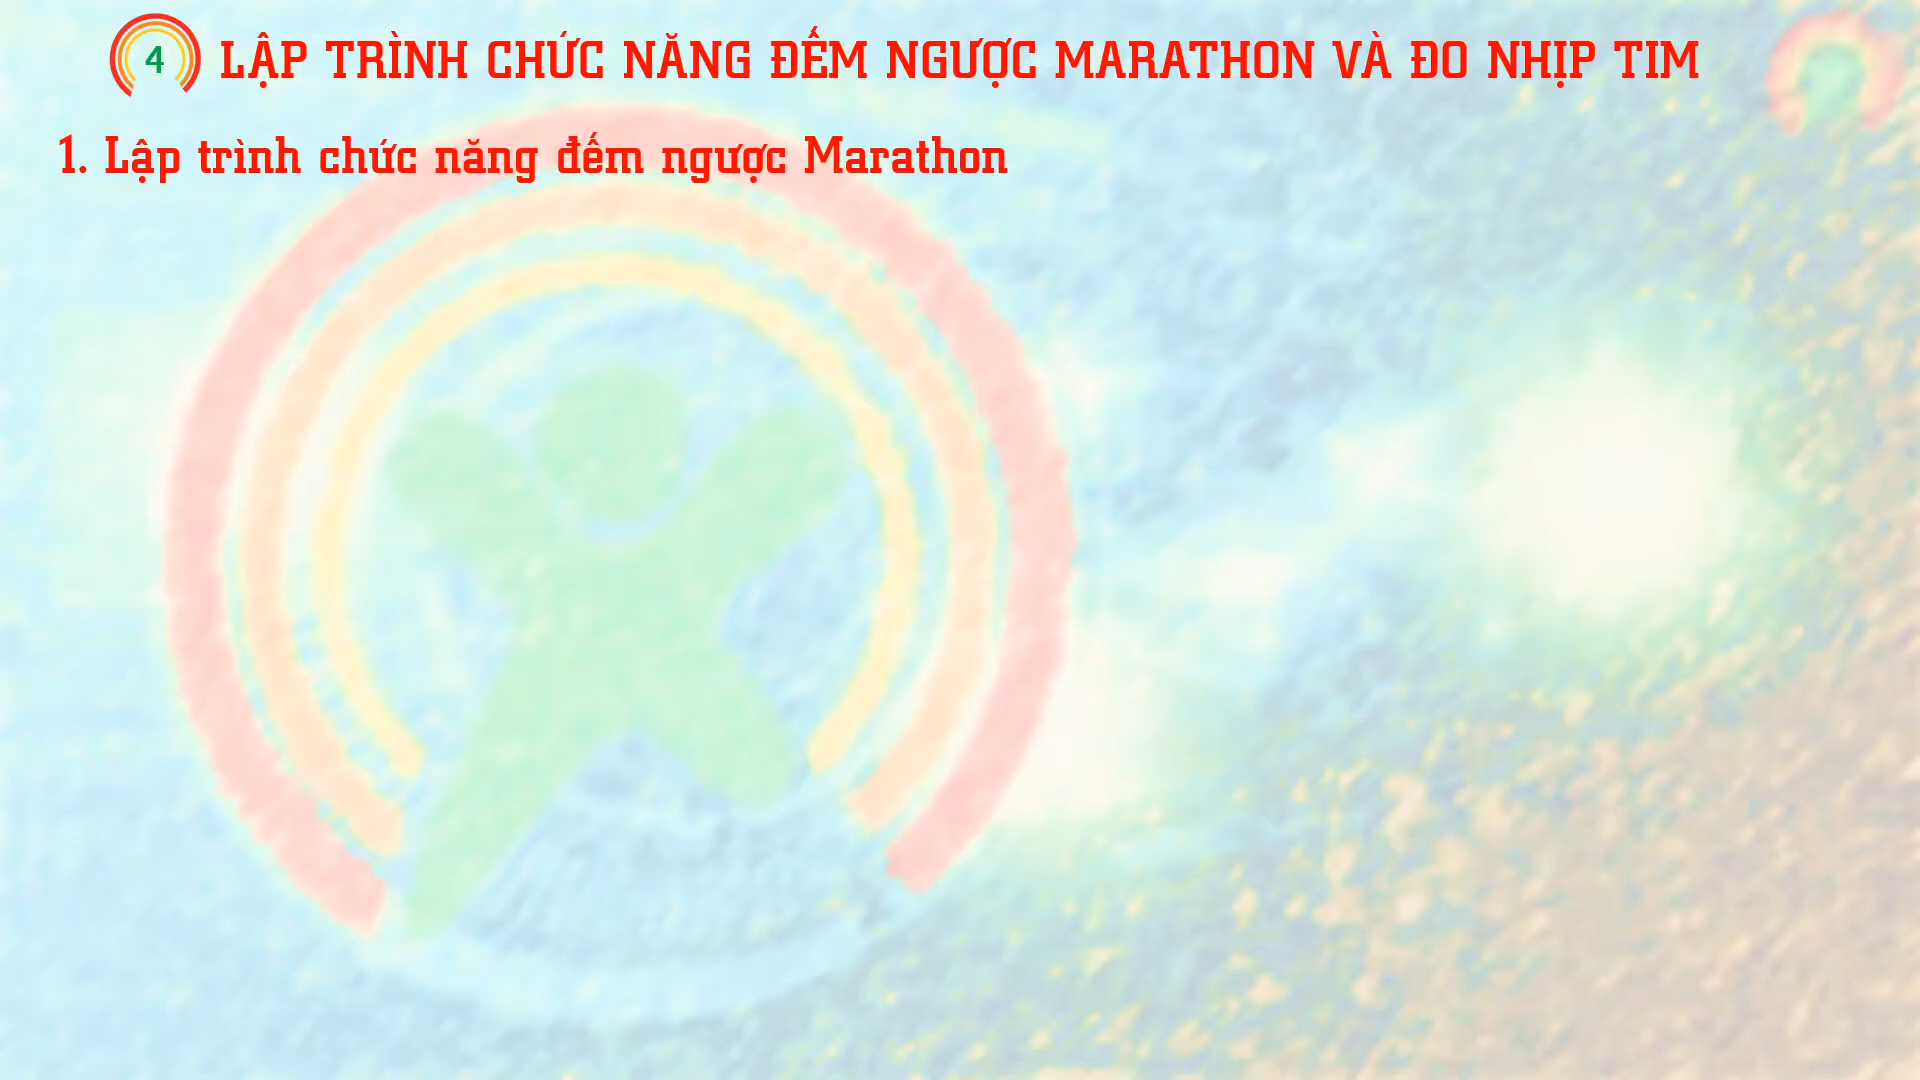 4 LẬP TRÌNH CHỨC NĂNG ĐẾM NGƯỢC MARATHON VÀ ĐO NHỊP TIM
1. Lập trình chức năng đếm ngược Marathon